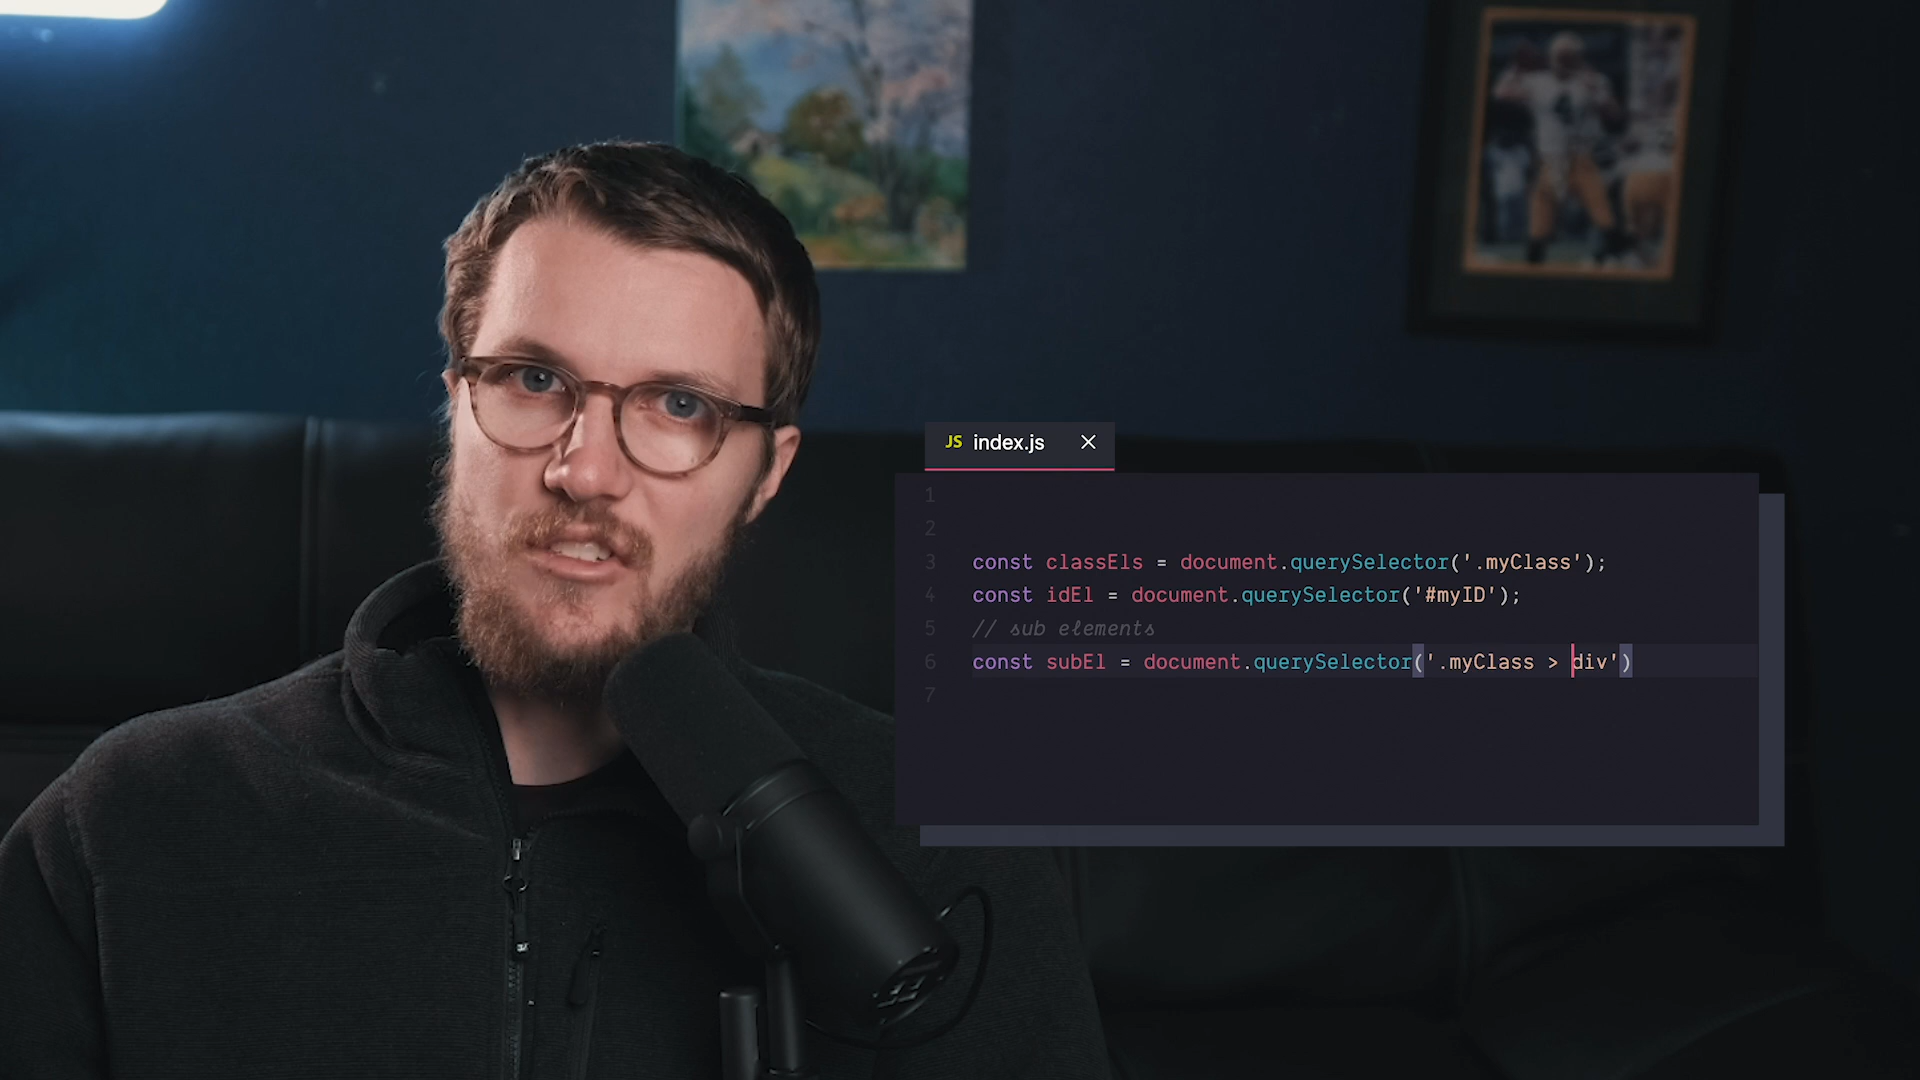 JS index.js
1
2
3 const classEls = document.querySelector('.myClass');
4 const idEl = document.querySelector('#myID');
5 // sub elements
6 const subEl = document.querySelector('.myClass > div')
7